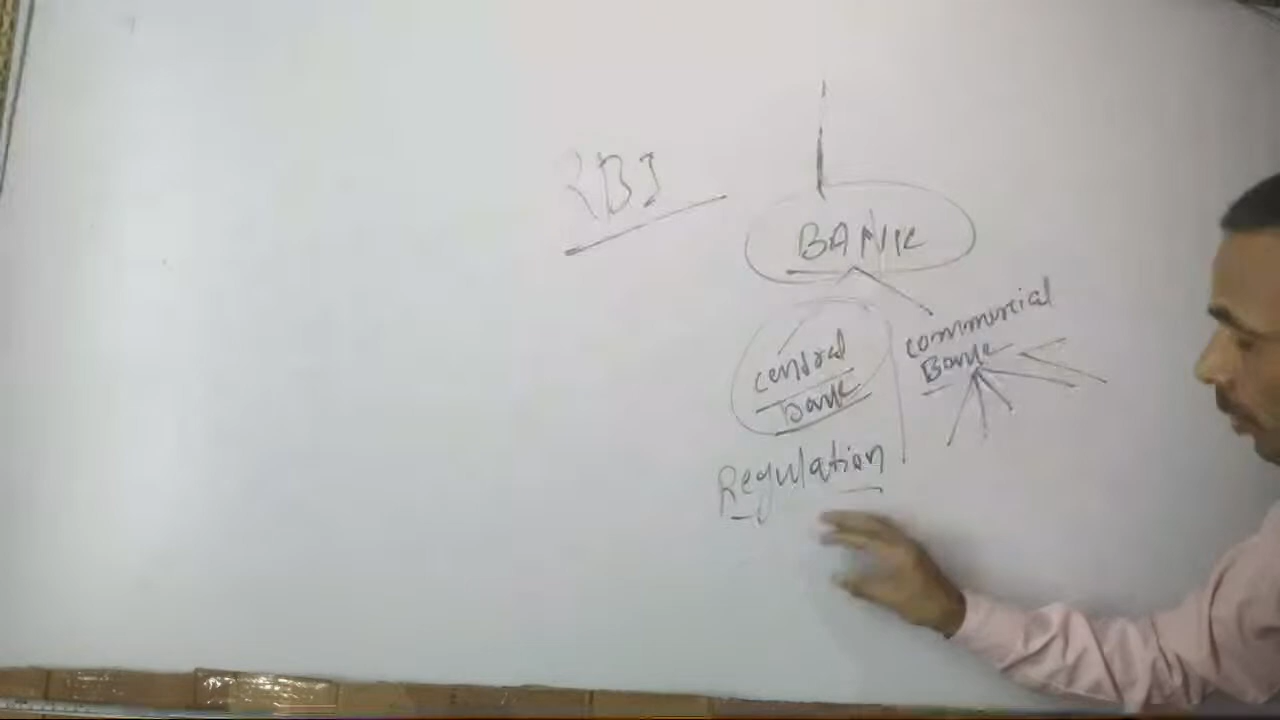 RBI
BANK
central
bank
commercial
Bank
Regulation